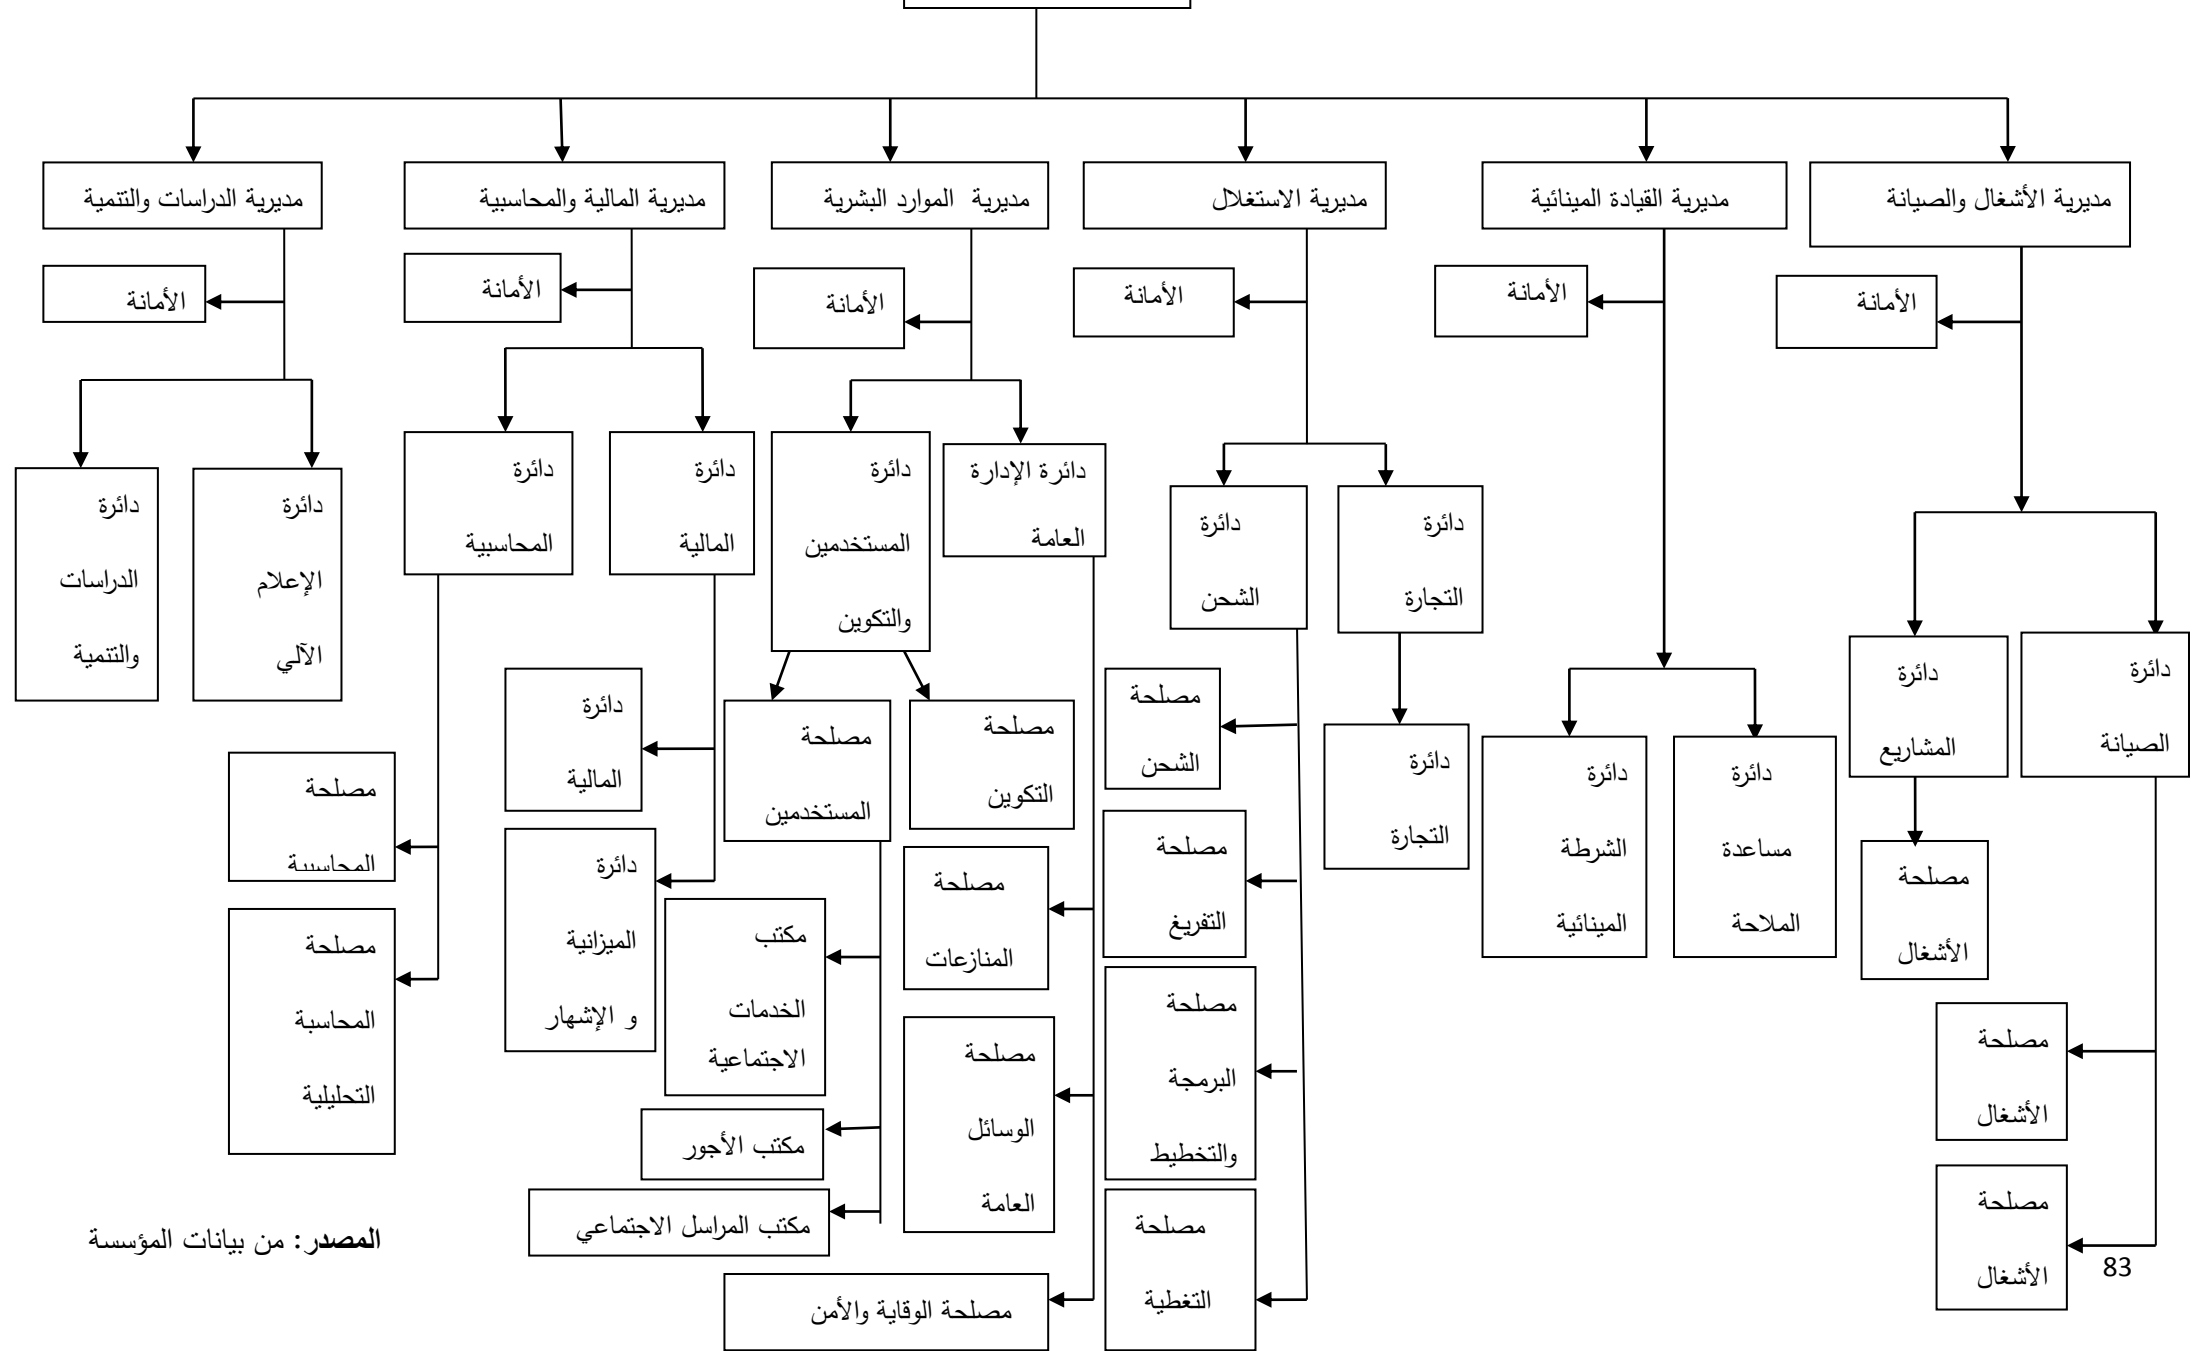 مديرية الأشغال والصيانة
مديرية القيادة المينائية
مديرية الاستغلال
مديرية الموارد البشرية
مديرية المالية والمحاسبية
مديرية الدراسات والتنمية
الأمانة
الأمانة
الأمانة
الأمانة
الأمانة
الأمانة
دائرة
الصيانة
دائرة
المشاريع
دائرة
مساعدة
الملاحة
دائرة
الشرطة
المينائية
دائرة
التجارة
دائرة
الشحن
دائرة الإدارة
العامة
دائرة
المستخدمين
والتكوين
دائرة
المالية
دائرة
المحاسبية
دائرة
الإعلام
الآلي
دائرة
الدراسات
والتنمية
مصلحة
الأشغال
مصلحة
الأشغال
مصلحة
الأشغال
دائرة
التجارة
مصلحة
الشحن
مصلحة
التفريغ
مصلحة
البرمجة
والتخطيط
مصلحة
التغطية
مصلحة
التكوين
مصلحة
المستخدمين
مصلحة
المنازعات
مصلحة
الوسائل
العامة
مصلحة الوقاية والأمن
مكتب
الخدمات
الاجتماعية
مكتب الأجور
مكتب المراسل الاجتماعي
دائرة
المالية
دائرة
الميزانية
و الإشهار
مصلحة
المحاسبية
مصلحة
المحاسبة
التحليلية
المصدر: من بيانات المؤسسة
83